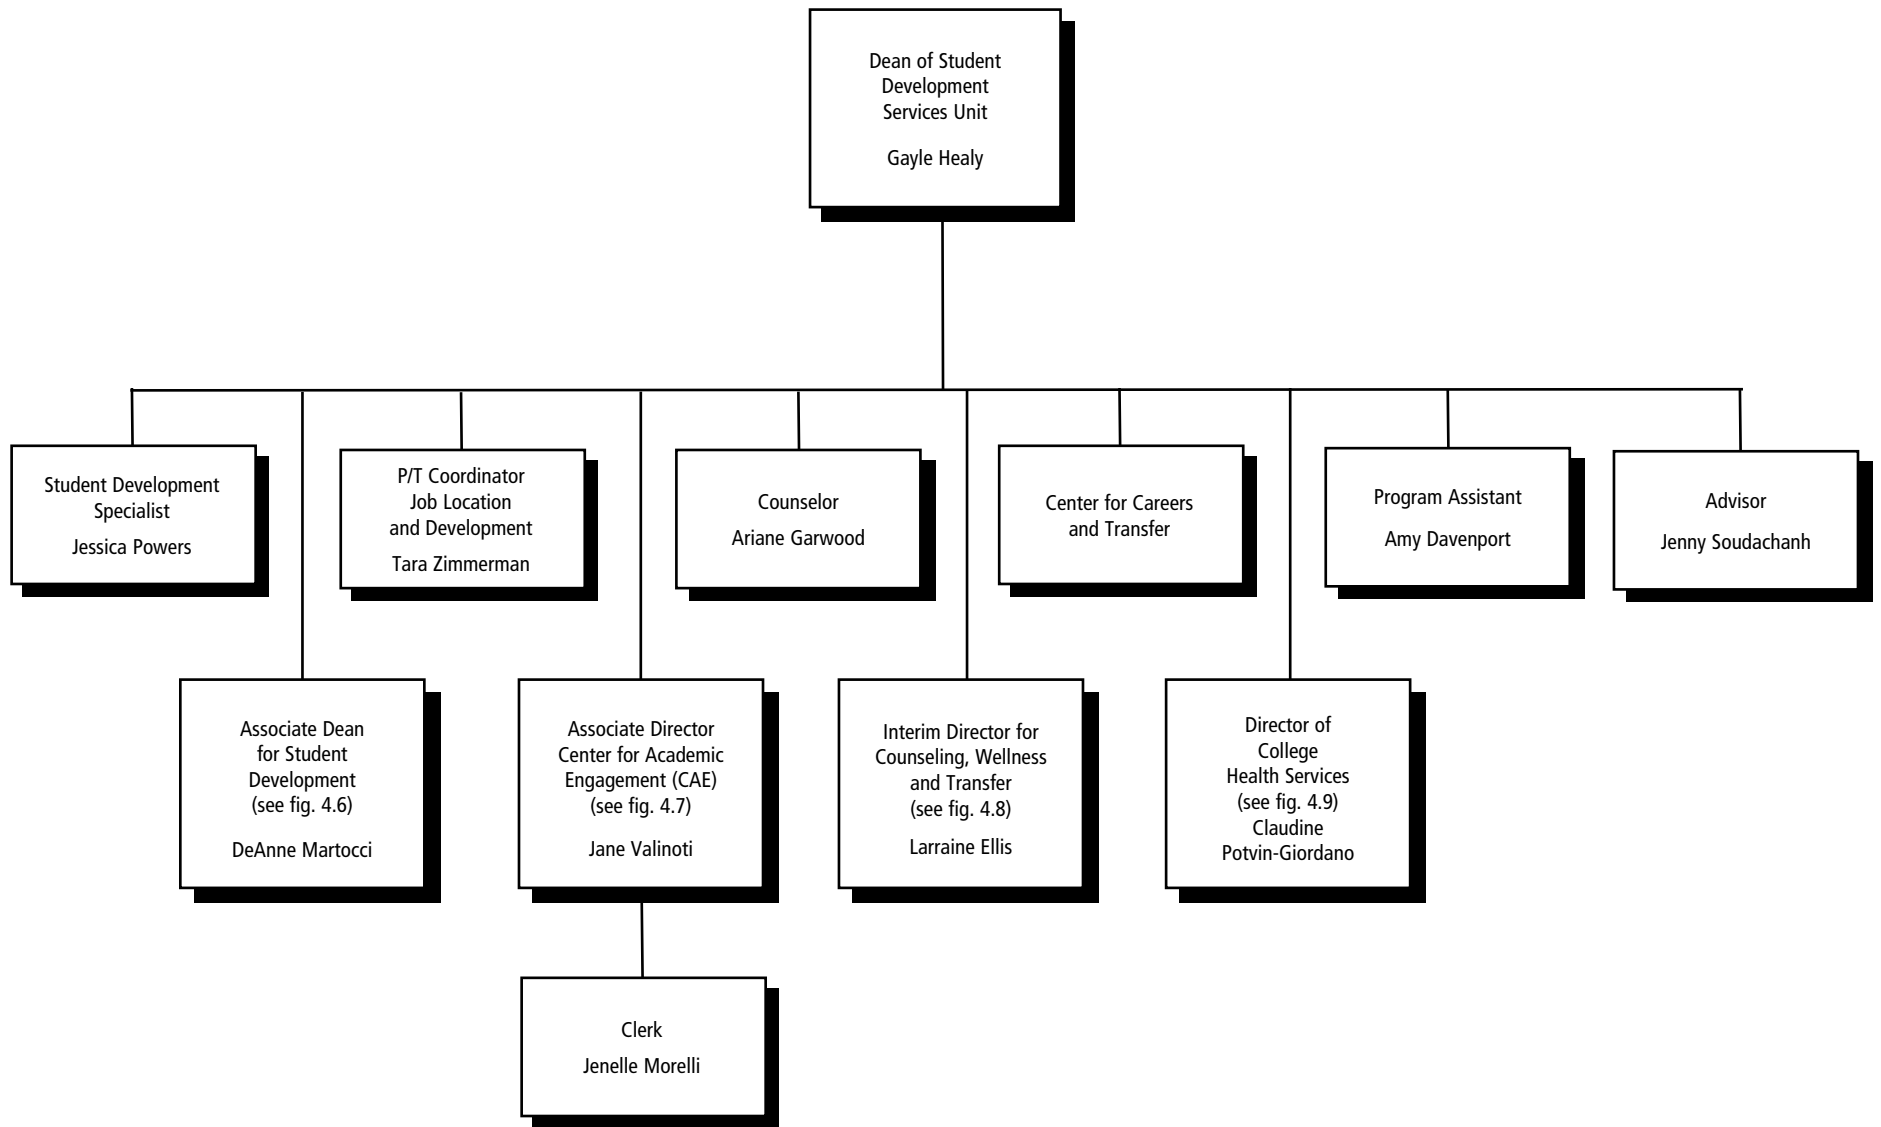 Dean of Student
Development
Services Unit
Gayle Healy
Student Development
Specialist
Jessica Powers
P/T Coordinator
Job Location
and Development
Tara Zimmerman
Counselor
Ariane Garwood
Center for Careers
and Transfer
Program Assistant
Amy Davenport
Advisor
Jenny Soudachanh
Associate Dean
for Student
Development
(see fig. 4.6)
DeAnne Martocci
Associate Director
Center for Academic
Engagement (CAE)
(see fig. 4.7)
Jane Valinoti
Interim Director for
Counseling, Wellness
and Transfer
(see fig. 4.8)
Larraine Ellis
Director of
College
Health Services
(see fig. 4.9)
Claudine
Potvin-Giordano
Clerk
Jenelle Morelli